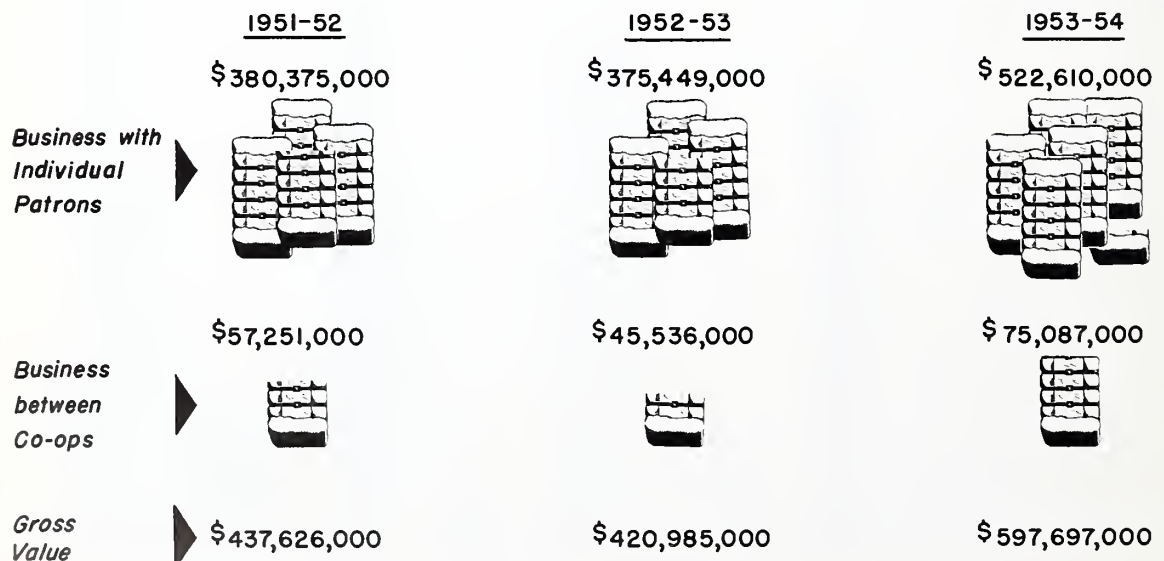 1951-52 1952-53 1953-54
$380,375,000 $375,449,000 $522,610,000
Business with
Individual
Patrons
$57,251,000 $45,536,000 $75,087,000
Business
between
Co-ops
Gross
Value
$437,626,000 $420,985,000 $597,697,000